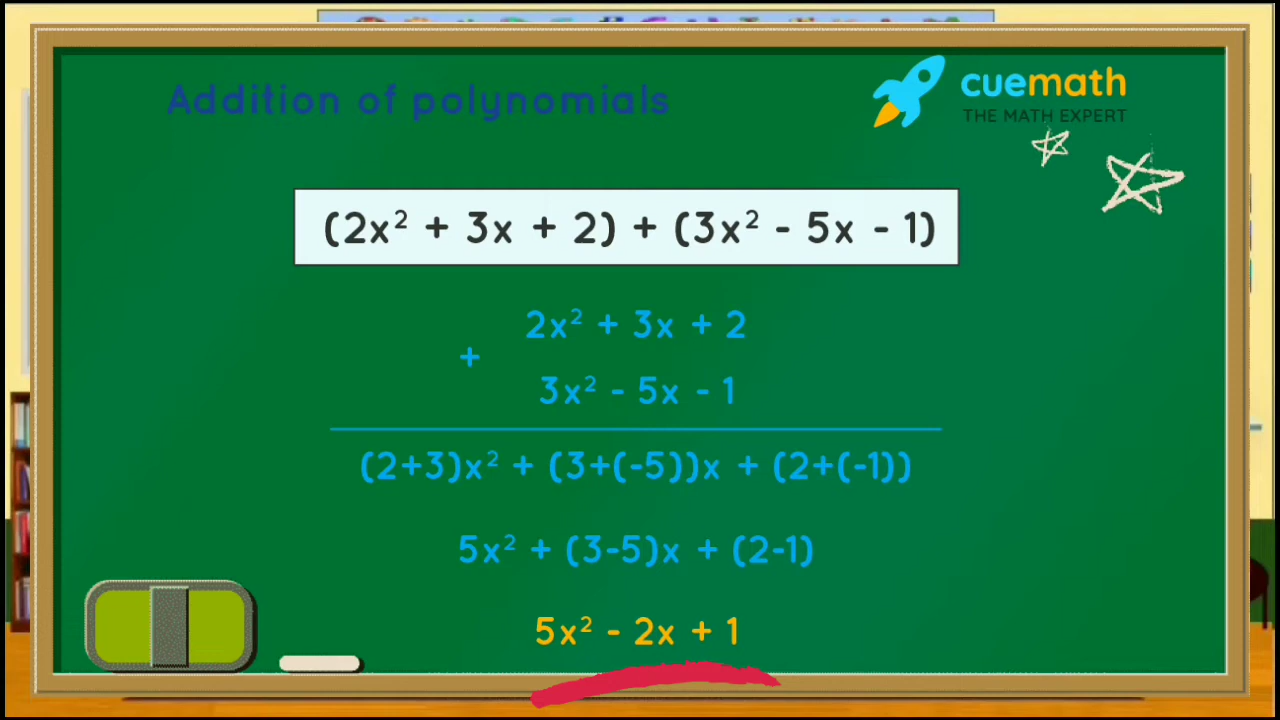 Addition of polynomials
cuemath
THE MATH EXPERT
(2x² + 3x + 2) + (3x² - 5x - 1)
2x² + 3x + 2
+
3x² - 5x - 1
(2+3)x² + (3+(-5))x + (2+(-1))
5x² + (3-5)x + (2-1)
5x² - 2x + 1